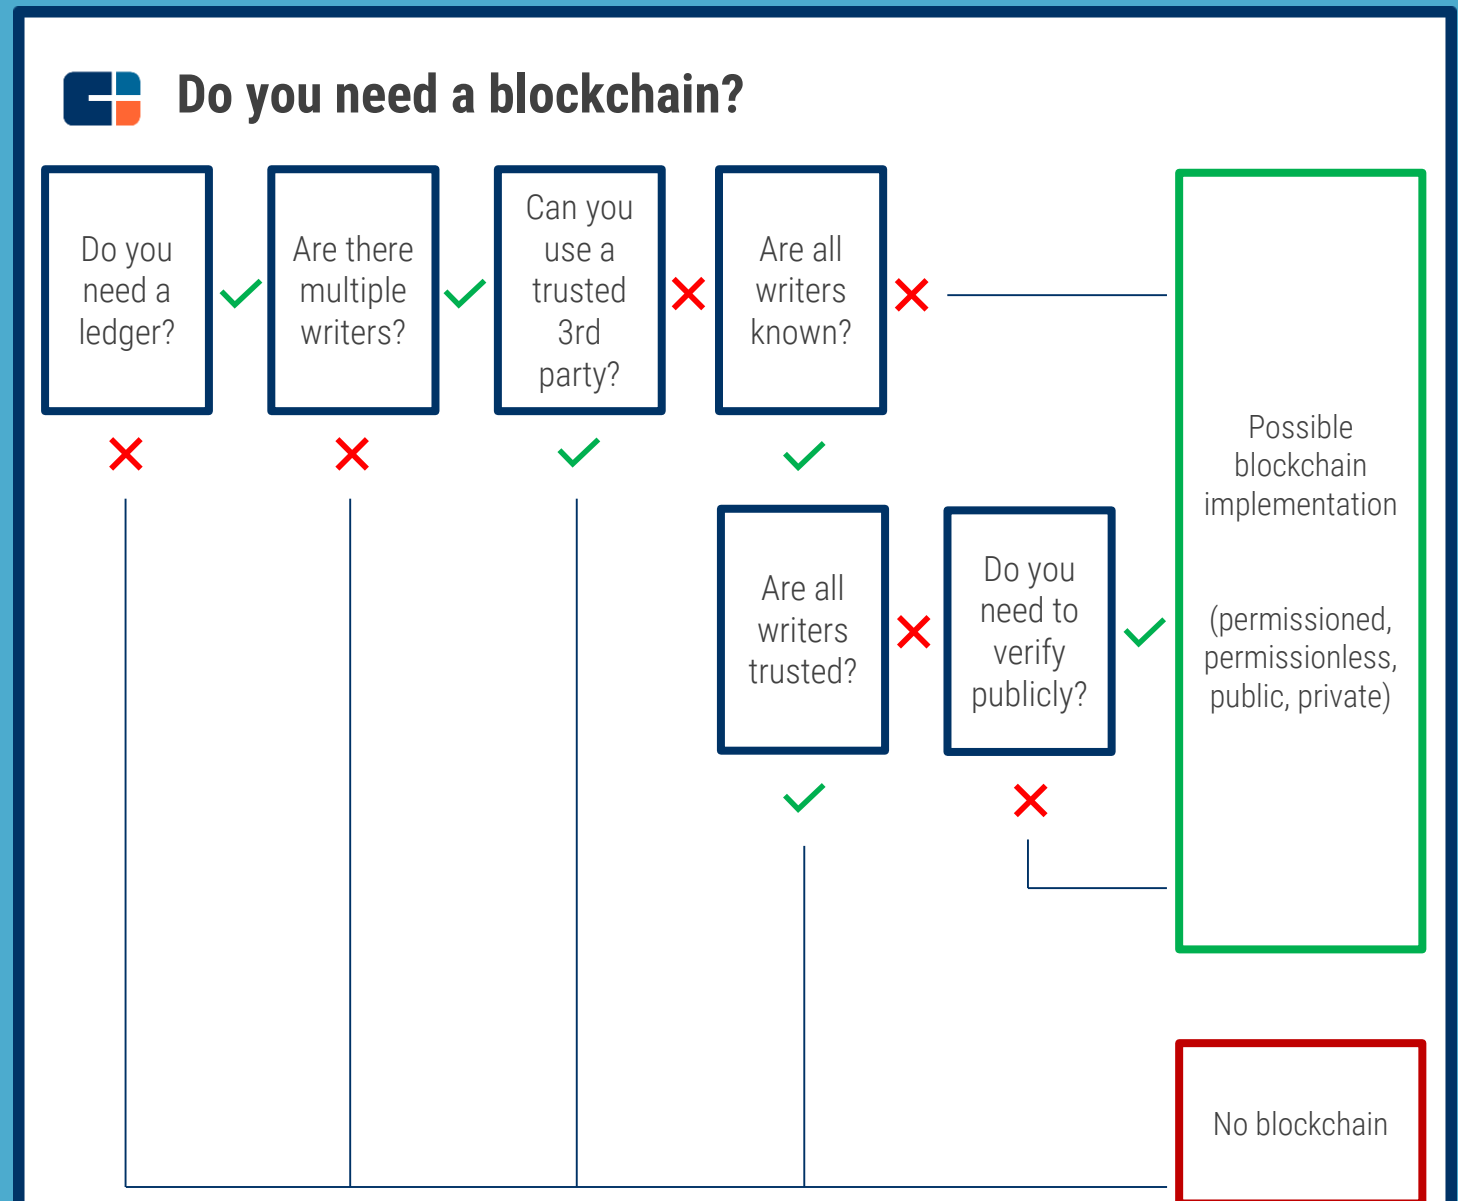 Do you need a blockchain?
Do you
need a
ledger?
Are there
multiple
writers?
Can you
use a
trusted
3rd
party?
Are all
writers
known?
Are all
writers
trusted?
Do you
need to
verify
publicly?
Possible
blockchain
implementation
(permissioned,
permissionless,
public, private)
No blockchain